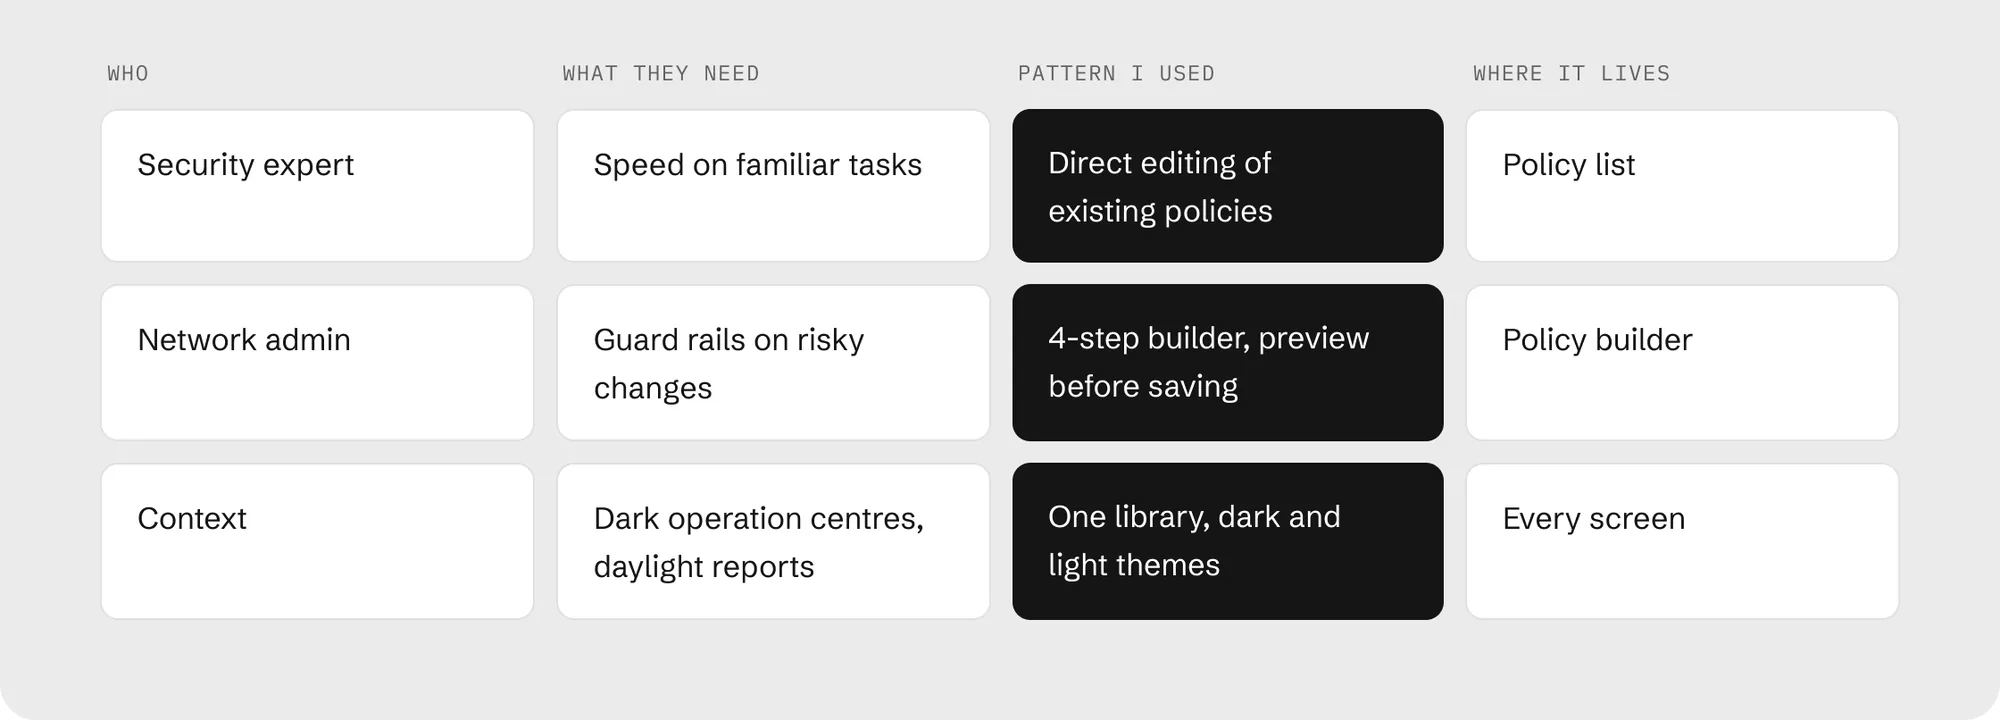 WHO
WHAT THEY NEED
PATTERN I USED
WHERE IT LIVES
Security expert
Speed on familiar tasks
Direct editing of
existing policies
Policy list
Network admin
Guard rails on risky
changes
4-step builder, preview
before saving
Policy builder
Context
Dark operation centres,
daylight reports
One library, dark and
light themes
Every screen